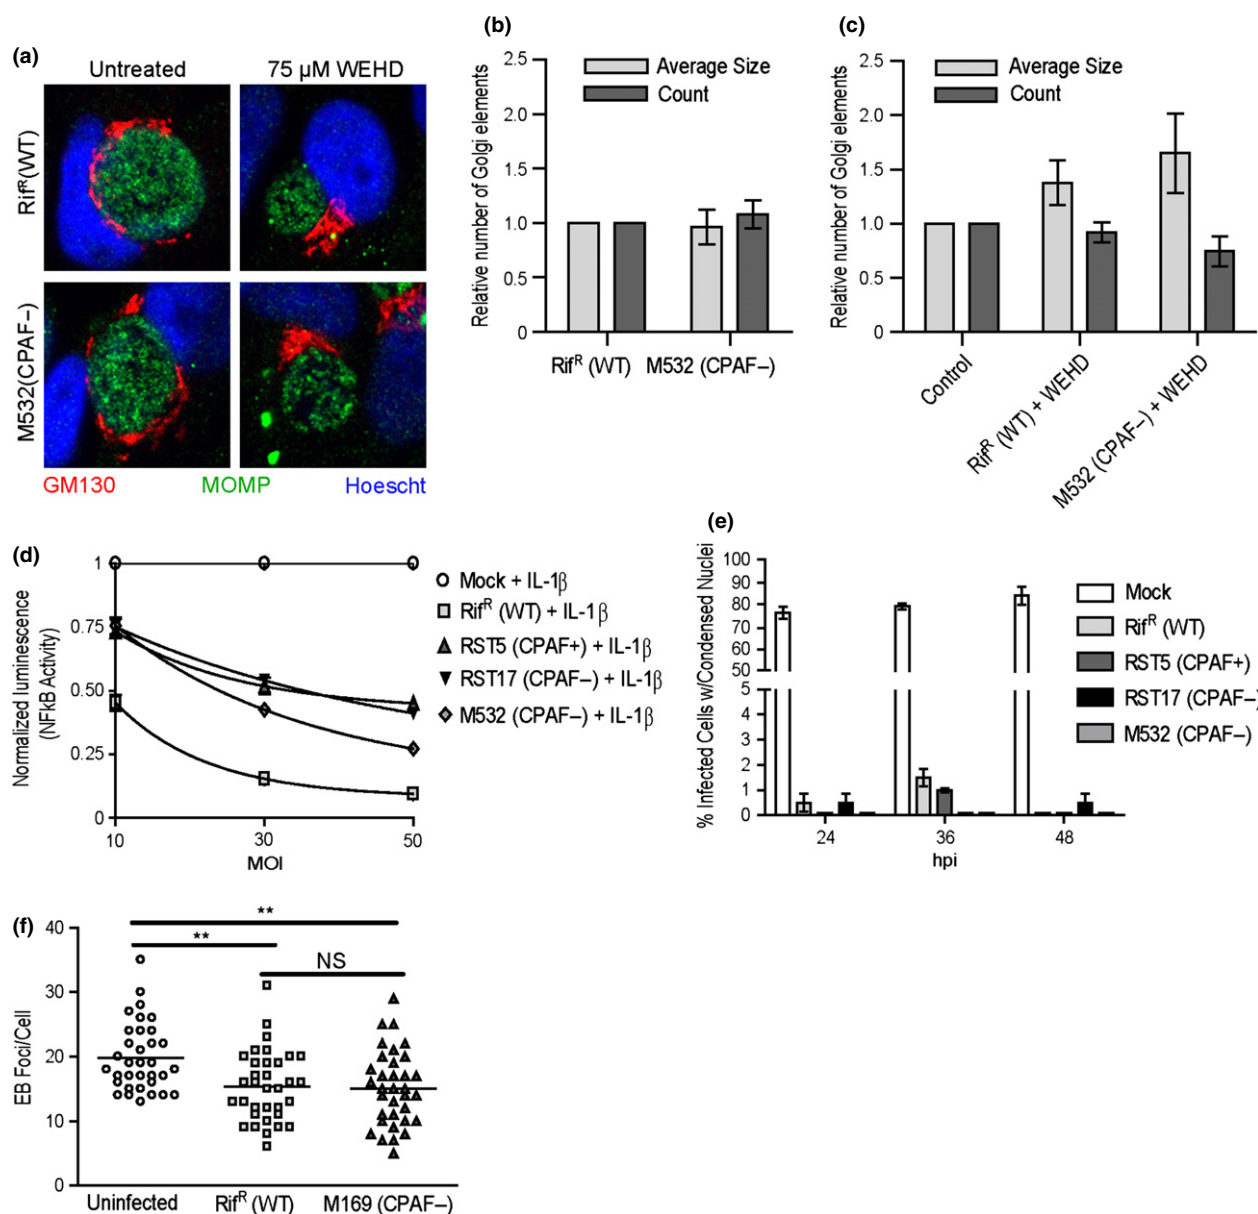 (a)
Untreated
75 µM WEHD
Rif^R (WT)
M532(CPAF–)
GM130
MOMP
Hoescht
(b)
Relative number of Golgi elements
2.5
2.0
1.5
1.0
0.5
0
Average Size
Count
Rif^R (WT)
M532 (CPAF–)
(c)
Relative number of Golgi elements
2.5
2.0
1.5
1.0
0.5
0
Average Size
Count
Control
Rif^R (WT) + WEHD
M532 (CPAF–) + WEHD
(d)
Normalized luminescence
(NFkB Activity)
1
0.75
0.50
0.25
0
10
30
50
MOI
Mock + IL-1β
Rif^R (WT) + IL-1β
RST5 (CPAF+) + IL-1β
RST17 (CPAF–) + IL-1β
M532 (CPAF–) + IL-1β
(e)
% Infected Cells w/Condensed Nuclei
100
90
80
70
60
50
5
4
3
2
1
0
24
36
48
hpi
Mock
Rif^R (WT)
RST5 (CPAF+)
RST17 (CPAF–)
M532 (CPAF–)
(f)
EB Foci/Cell
40
30
20
10
0
**
**
NS
Uninfected
Rif^R (WT)
M169 (CPAF–)